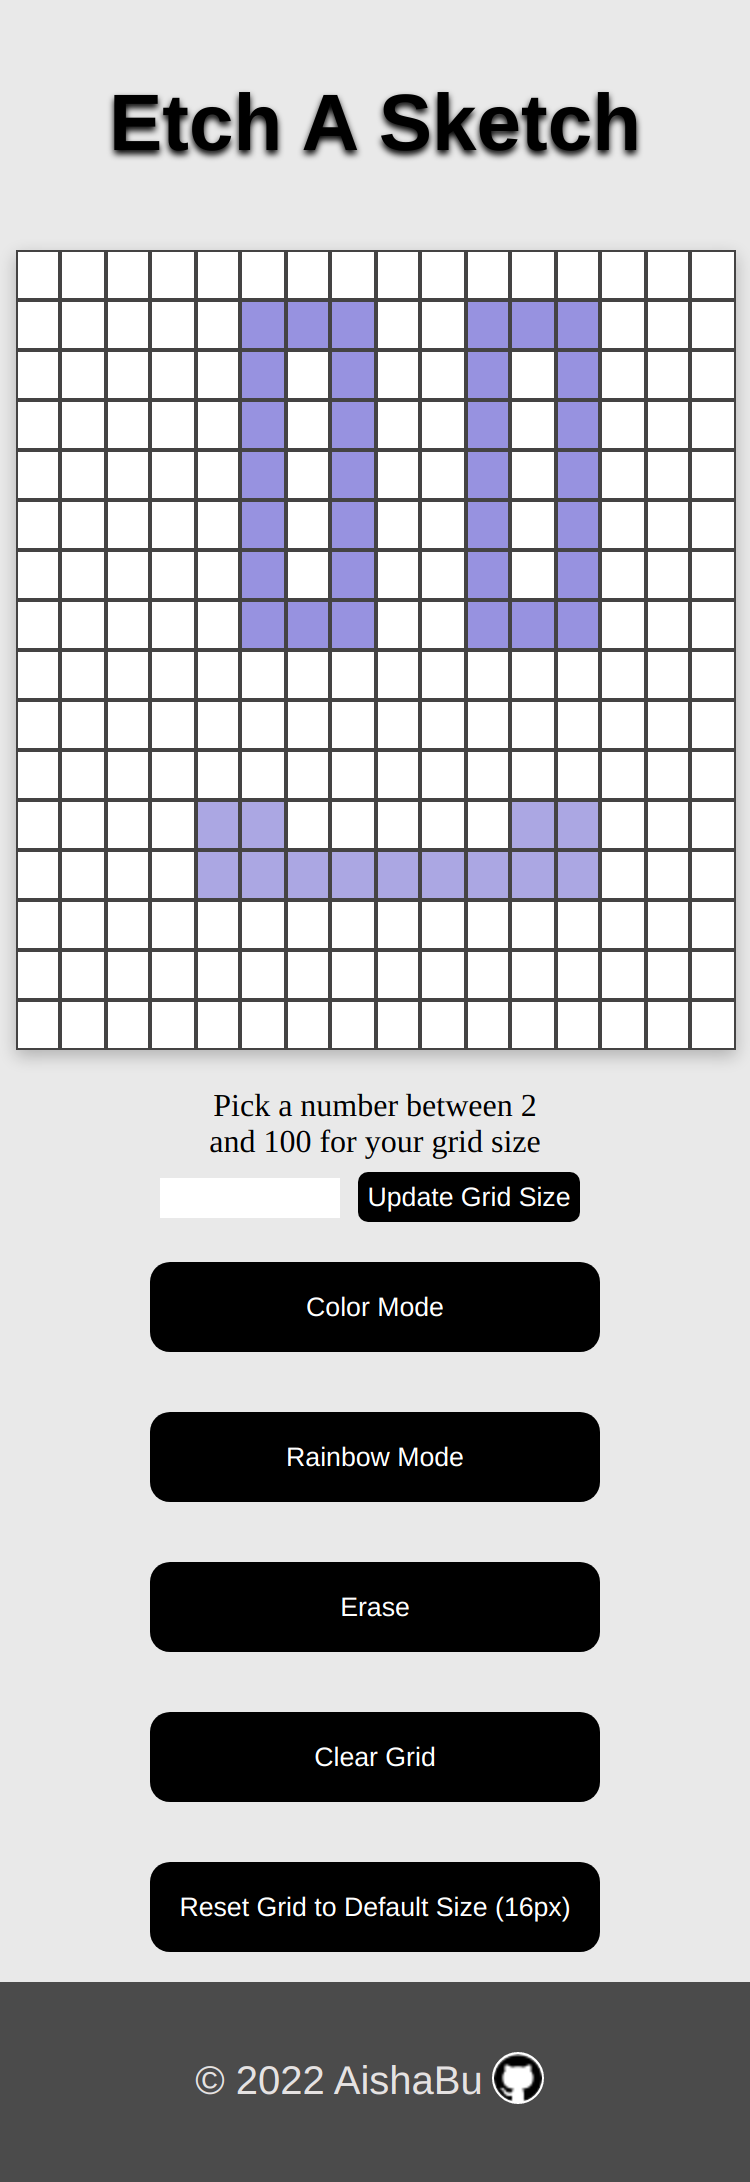 Etch A Sketch
Pick a number between 2
and 100 for your grid size
Update Grid Size
Color Mode
Rainbow Mode
Erase
Clear Grid
Reset Grid to Default Size (16px)
© 2022 AishaBu